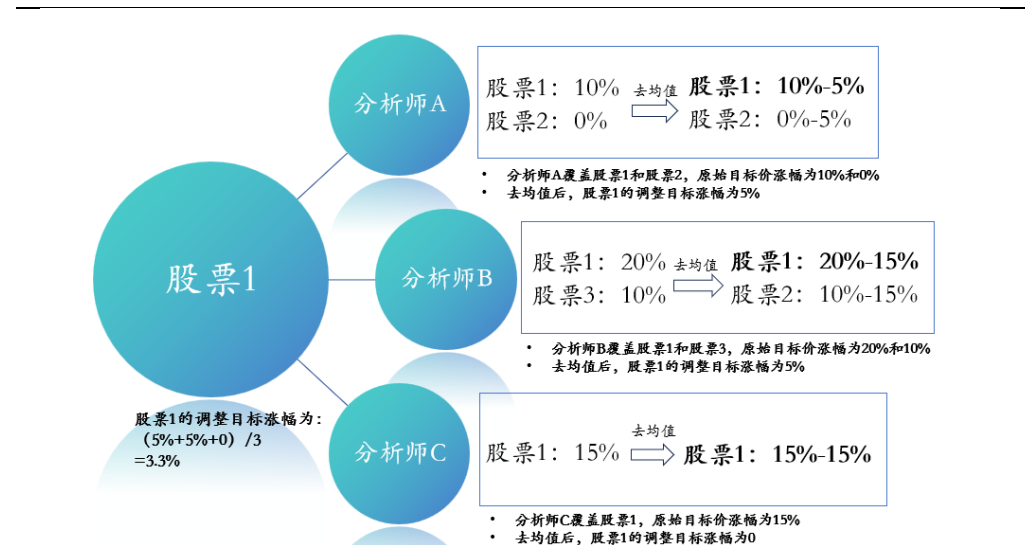 分析师A
股票1：10%
股票2：0%
去均值
股票1：10%-5%
股票2：0%-5%
• 分析师A覆盖股票1和股票2，原始目标价涨幅为10%和0%
• 去均值后，股票1的调整目标涨幅为5%
股票1
分析师B
股票1：20%
股票3：10%
去均值
股票1：20%-15%
股票2：10%-15%
• 分析师B覆盖股票1和股票3，原始目标价涨幅为20%和10%
• 去均值后，股票1的调整目标涨幅为5%
股票1的调整目标涨幅为：
（5%+5%+0）/3
=3.3%
分析师C
股票1：15%
去均值
股票1：15%-15%
• 分析师C覆盖股票1，原始目标价涨幅为15%
• 去均值后，股票1的调整目标涨幅为0